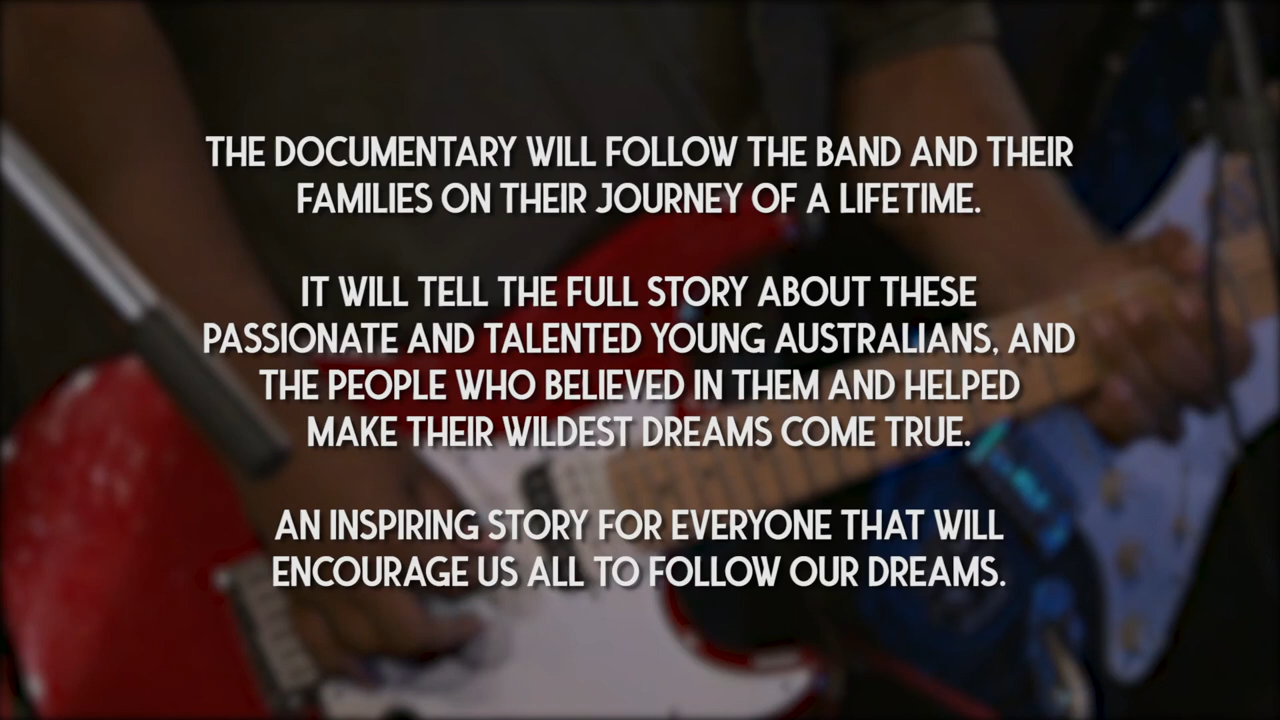 THE DOCUMENTARY WILL FOLLOW THE BAND AND THEIR
FAMILIES ON THEIR JOURNEY OF A LIFETIME.
IT WILL TELL THE FULL STORY ABOUT THESE
PASSIONATE AND TALENTED YOUNG AUSTRALIANS, AND
THE PEOPLE WHO BELIEVED IN THEM AND HELPED
MAKE THEIR WILDEST DREAMS COME TRUE.
AN INSPIRING STORY FOR EVERYONE THAT WILL
ENCOURAGE US ALL TO FOLLOW OUR DREAMS.